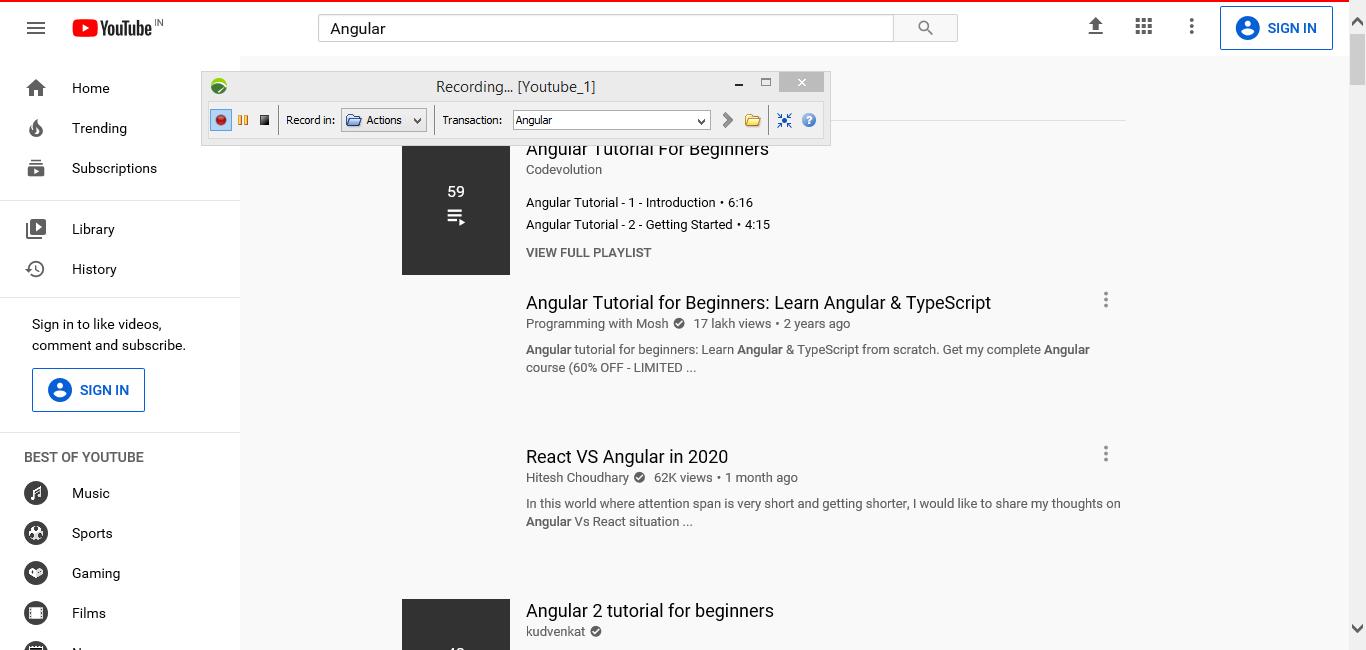 YouTube IN
Angular
SIGN IN
Home
Trending
Subscriptions
Library
History
Sign in to like videos,
comment and subscribe.
SIGN IN
BEST OF YOUTUBE
Music
Sports
Gaming
Films
Recording... [Youtube_1]
Record in: Actions Transaction: Angular
59
Angular Tutorial For Beginners
Codevolution
Angular Tutorial - 1 - Introduction • 6:16
Angular Tutorial - 2 - Getting Started • 4:15
VIEW FULL PLAYLIST
Angular Tutorial for Beginners: Learn Angular & TypeScript
Programming with Mosh 17 lakh views • 2 years ago
Angular tutorial for beginners: Learn Angular & TypeScript from scratch. Get my complete Angular
course (60% OFF - LIMITED ...
React VS Angular in 2020
Hitesh Choudhary 62K views • 1 month ago
In this world where attention span is very short and getting shorter, I would like to share my thoughts on
Angular Vs React situation ...
Angular 2 tutorial for beginners
kudvenkat